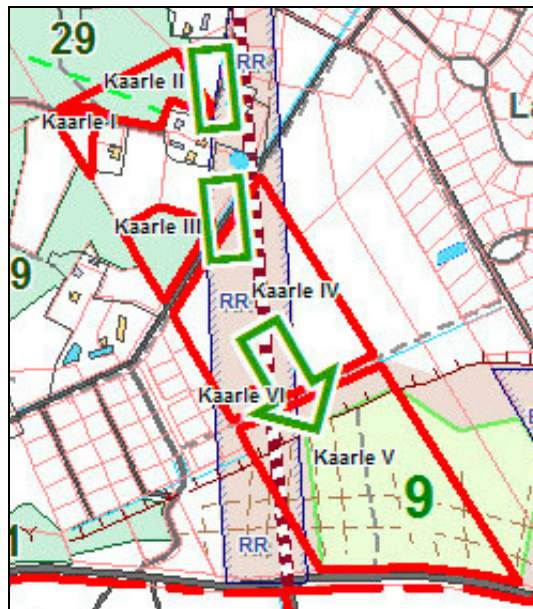 29
RR
Kaarle II
Kaarle I
Kaarle III
9
Kaarle IV
RR
Kaarle VI
Kaarle V
9
RR